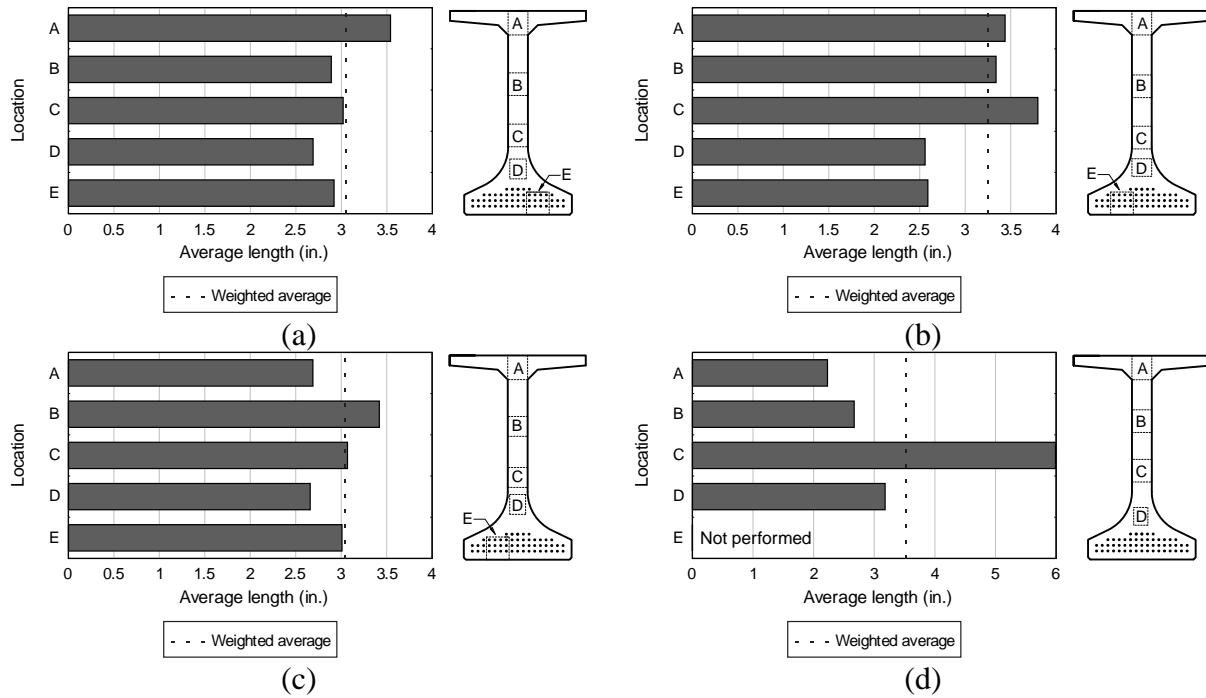 A
B
C
D
E
Location
0 0.5 1 1.5 2 2.5 3 3.5 4
Average length (in.)
Weighted average
A
B
C
D
E
(a)
A
B
C
D
E
Location
0 0.5 1 1.5 2 2.5 3 3.5 4
Average length (in.)
Weighted average
A
B
C
D
E
(b)
A
B
C
D
E
Location
0 0.5 1 1.5 2 2.5 3 3.5 4
Average length (in.)
Weighted average
A
B
C
D
E
(c)
A
B
C
D
E Not performed
Location
0 1 2 3 4 5 6
Average length (in.)
Weighted average
A
B
C
D
(d)